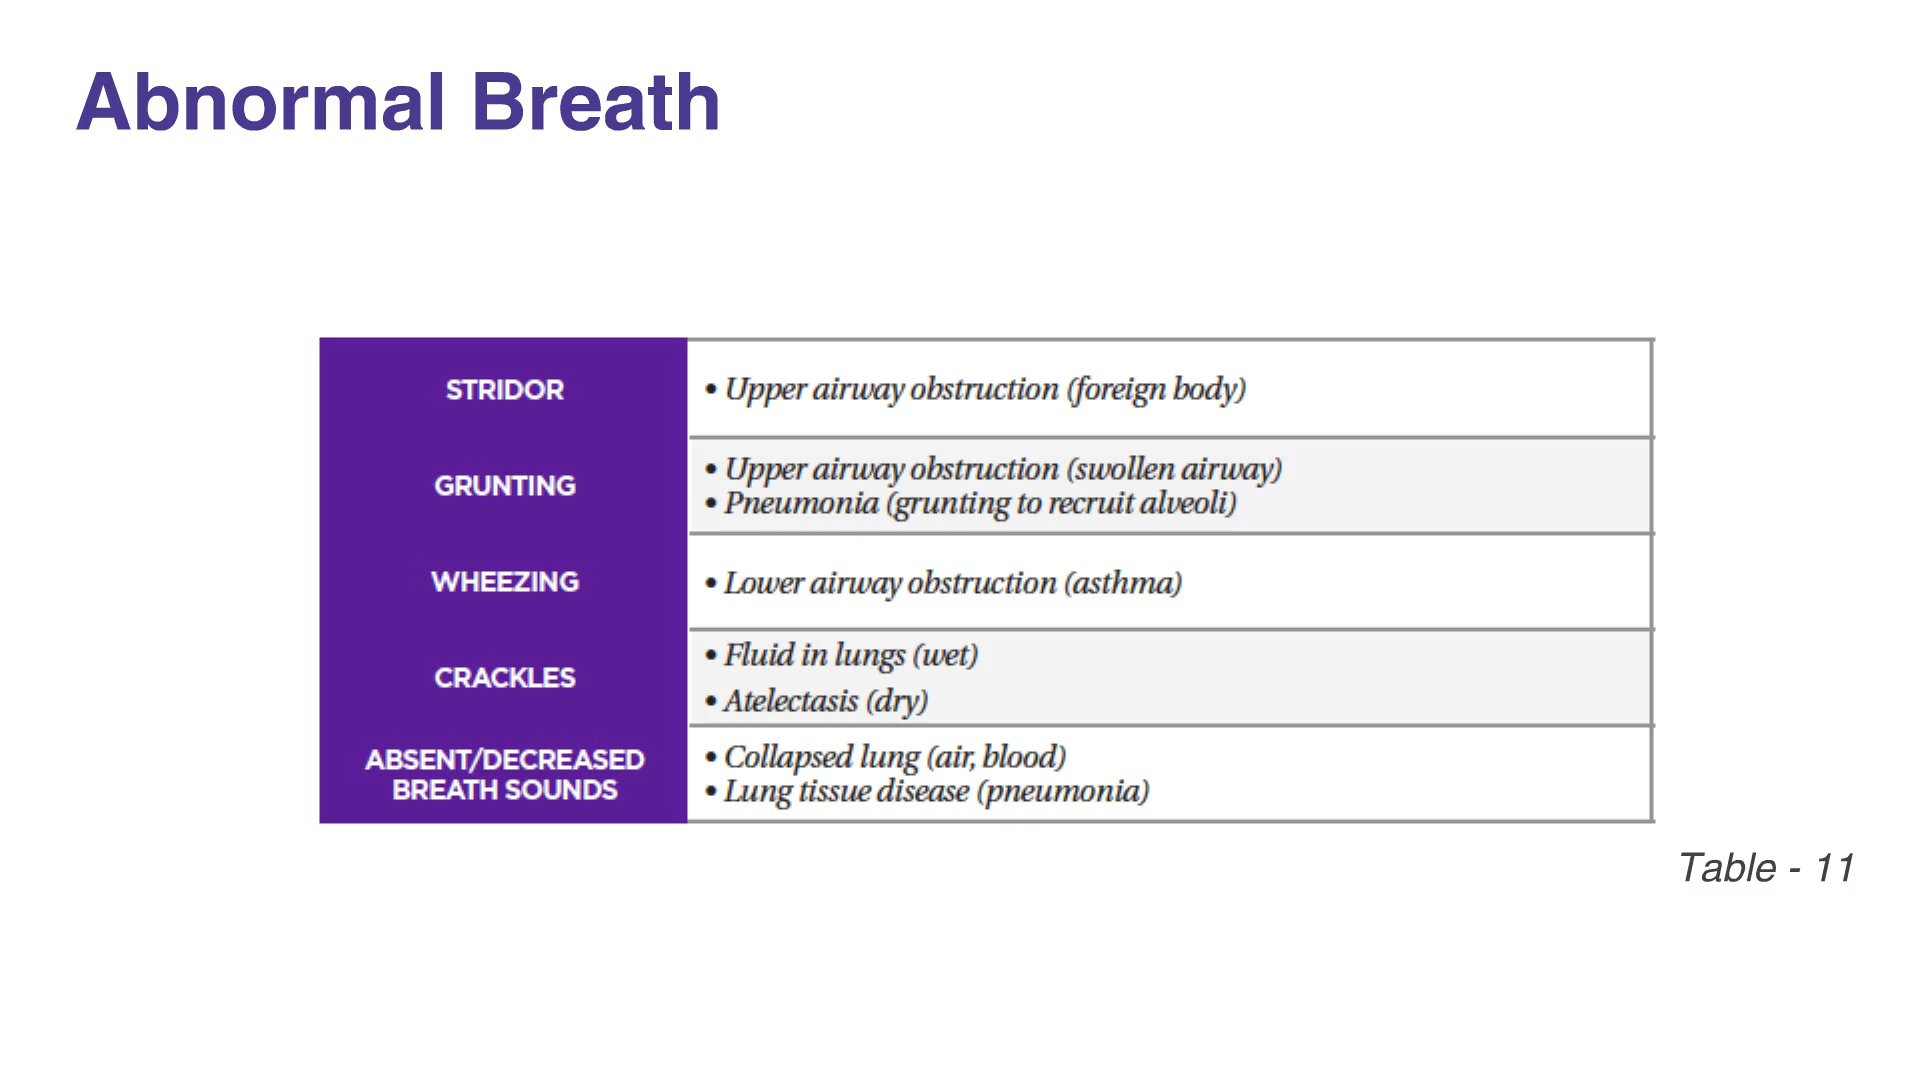 Abnormal Breath
STRIDOR
• Upper airway obstruction (foreign body)
GRUNTING
• Upper airway obstruction (swollen airway)
• Pneumonia (grunting to recruit alveoli)
WHEEZING
• Lower airway obstruction (asthma)
CRACKLES
• Fluid in lungs (wet)
• Atelectasis (dry)
ABSENT/DECREASED
BREATH SOUNDS
• Collapsed lung (air, blood)
• Lung tissue disease (pneumonia)
Table - 11